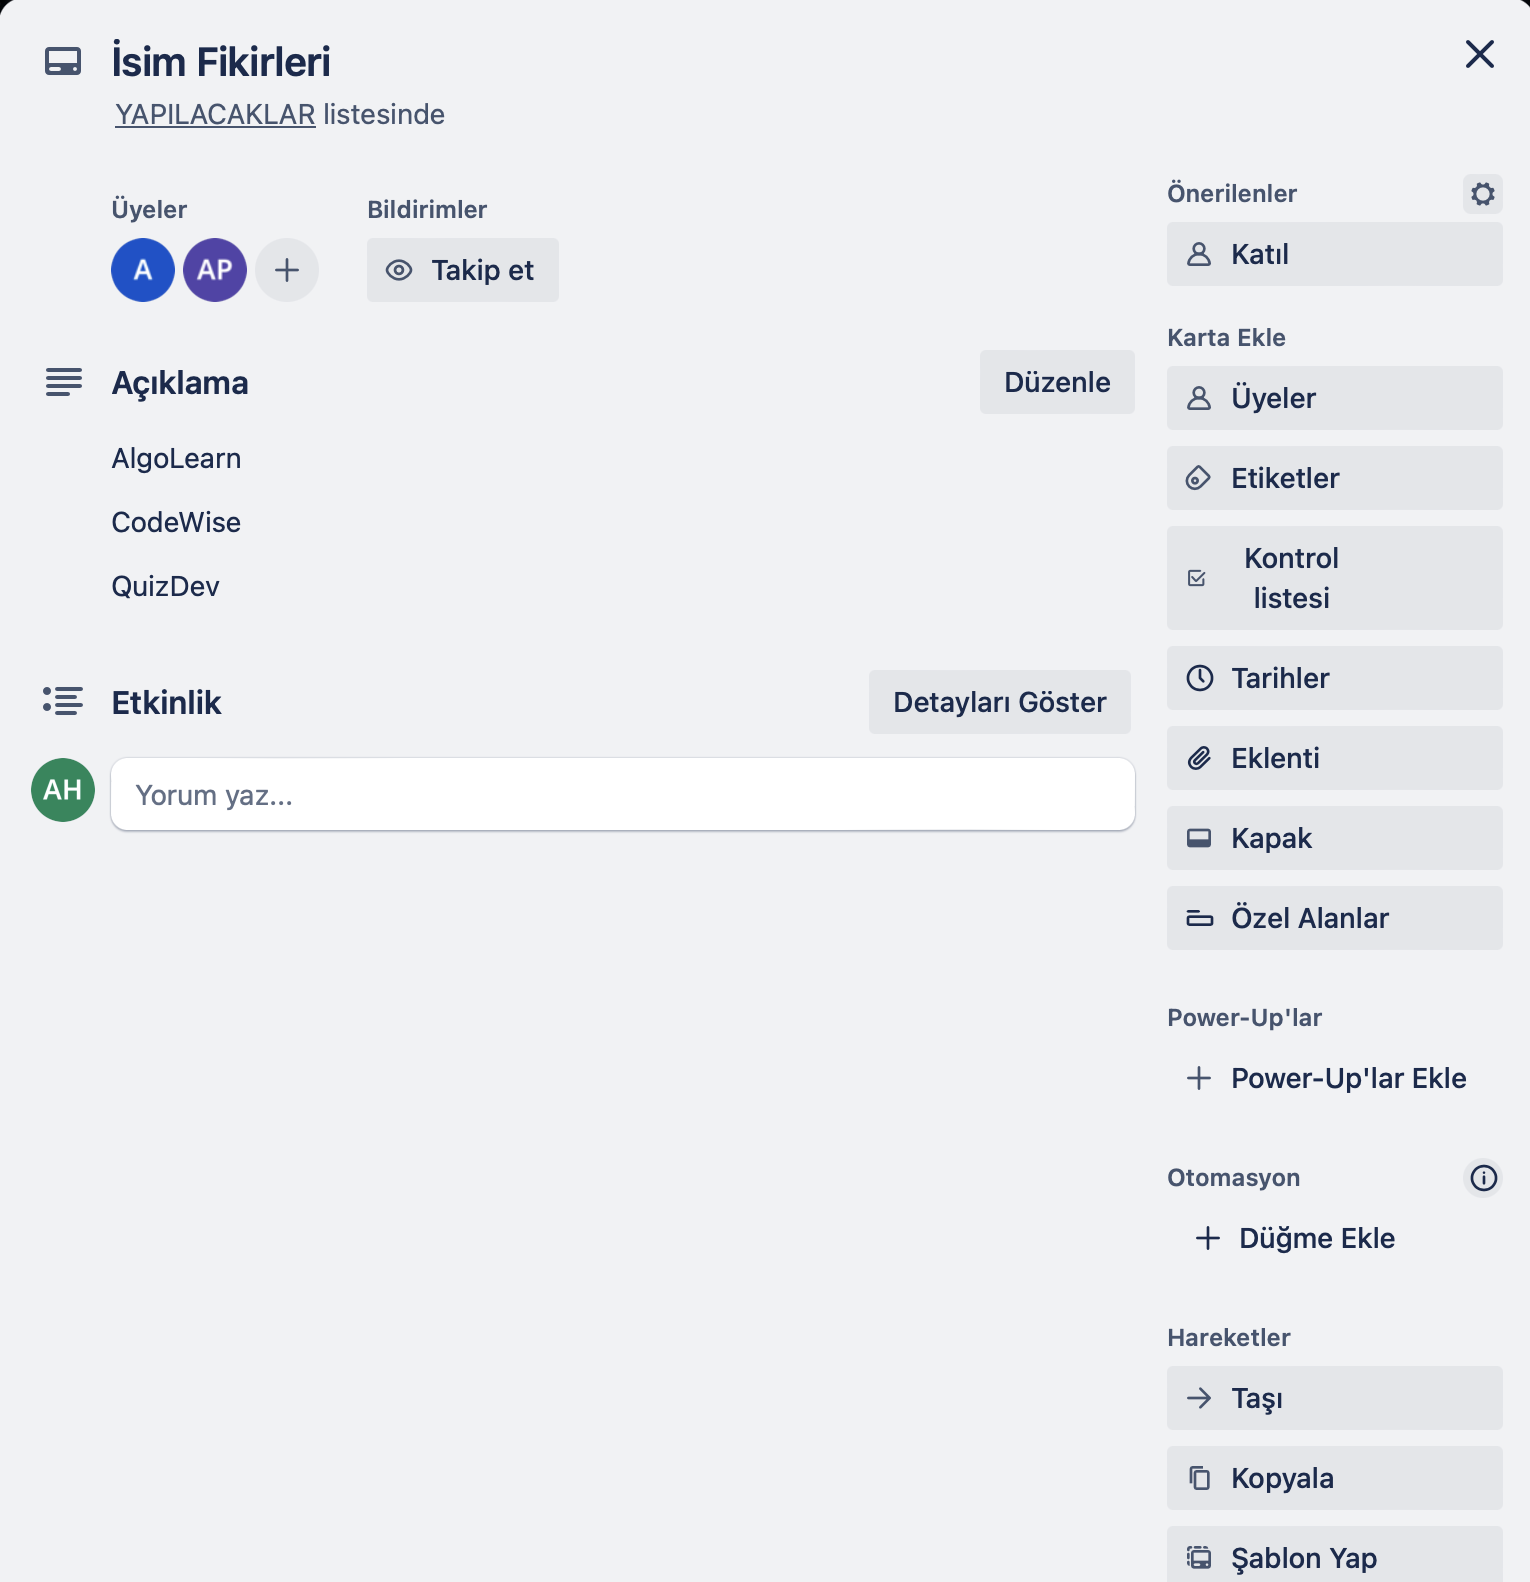 İsim Fikirleri
YAPILACAKLAR listesinde
Üyeler
A
AP
Bildirimler
Takip et
Açıklama
Düzenle
AlgoLearn
CodeWise
QuizDev
Etkinlik
Detayları Göster
AH
Yorum yaz...
Önerilenler
Katıl
Karta Ekle
Üyeler
Etiketler
Kontrol
listesi
Tarihler
Eklenti
Kapak
Özel Alanlar
Power-Up'lar
Power-Up'lar Ekle
Otomasyon
Düğme Ekle
Hareketler
Taşı
Kopyala
Şablon Yap